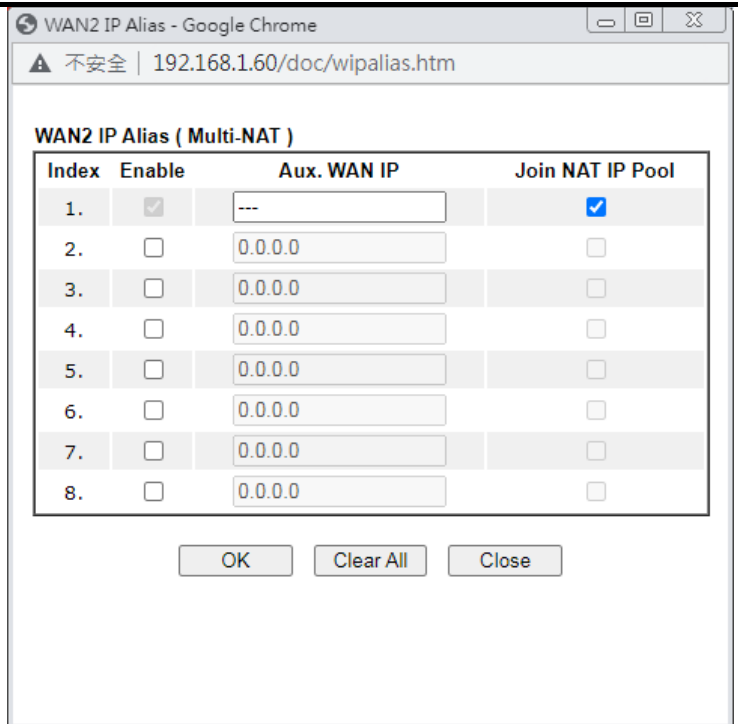 WAN2 IP Alias - Google Chrome
不安全 | 192.168.1.60/doc/wipalias.htm
WAN2 IP Alias ( Multi-NAT )
Index Enable Aux. WAN IP Join NAT IP Pool
1. ---
2. 0.0.0.0
3. 0.0.0.0
4. 0.0.0.0
5. 0.0.0.0
6. 0.0.0.0
7. 0.0.0.0
8. 0.0.0.0
OK Clear All Close